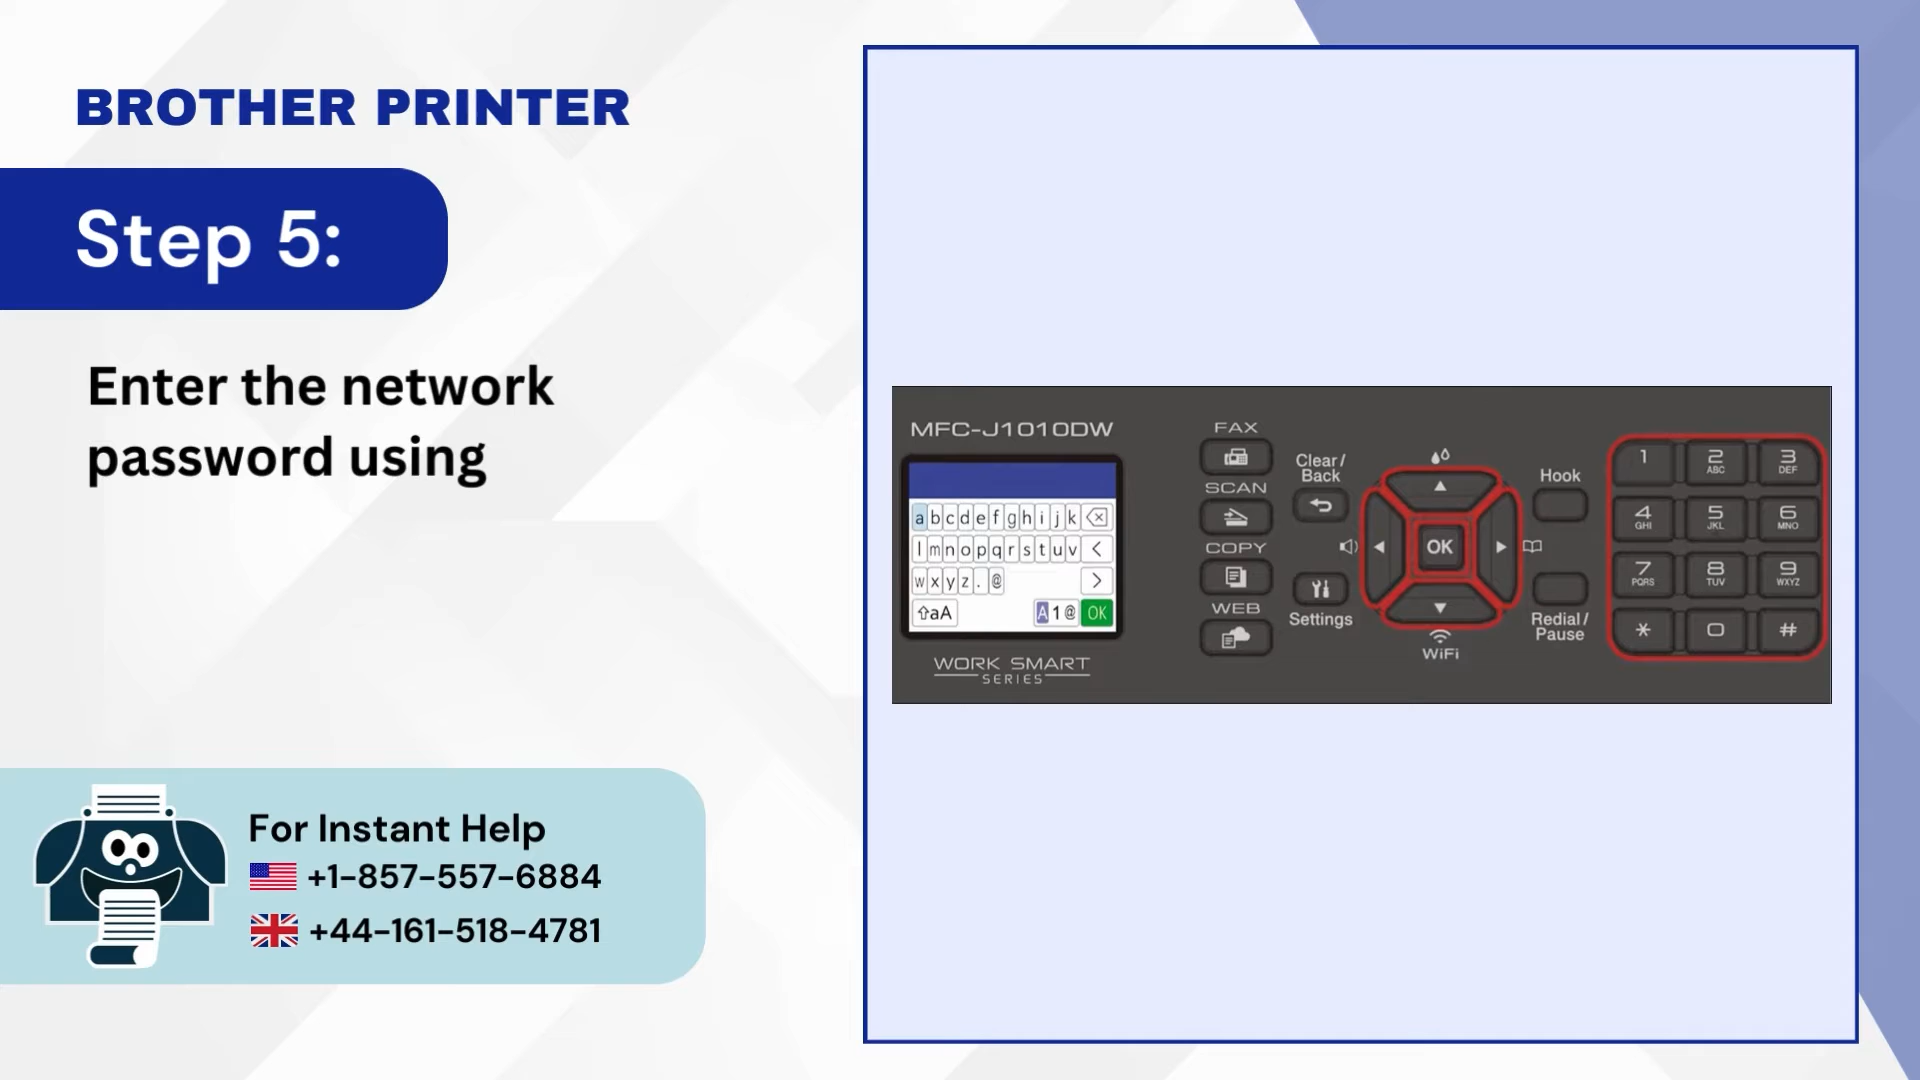 BROTHER PRINTER
Step 5:
Enter the network
password using
For Instant Help
+1-857-557-6884
+44-161-518-4781
MFC-J1010DW
a b c d e f g h i j k
l m n o p q r s t u v <
w x y z . @ >
⇧aA A 1 @ OK
WORK SMART
SERIES
FAX
SCAN
COPY
WEB
Clear/
Back
Settings
OK
WiFi
Hook
Redial/
Pause
1 2 ABC 3 DEF
4 GHI 5 JKL 6 MNO
7 PQRS 8 TUV 9 WXYZ
* 0 #